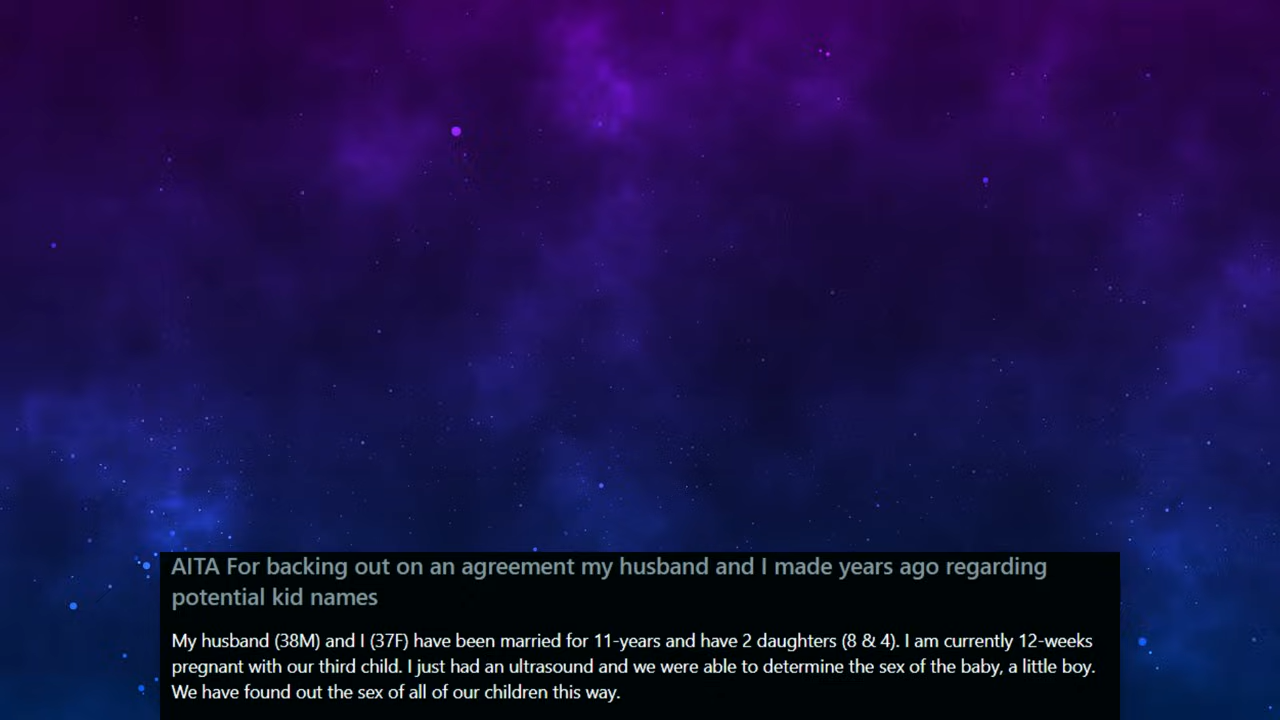 AITA For backing out on an agreement my husband and I made years ago regarding
potential kid names
My husband (38M) and I (37F) have been married for 11-years and have 2 daughters (8 & 4). I am currently 12-weeks
pregnant with our third child. I just had an ultrasound and we were able to determine the sex of the baby, a little boy.
We have found out the sex of all of our children this way.